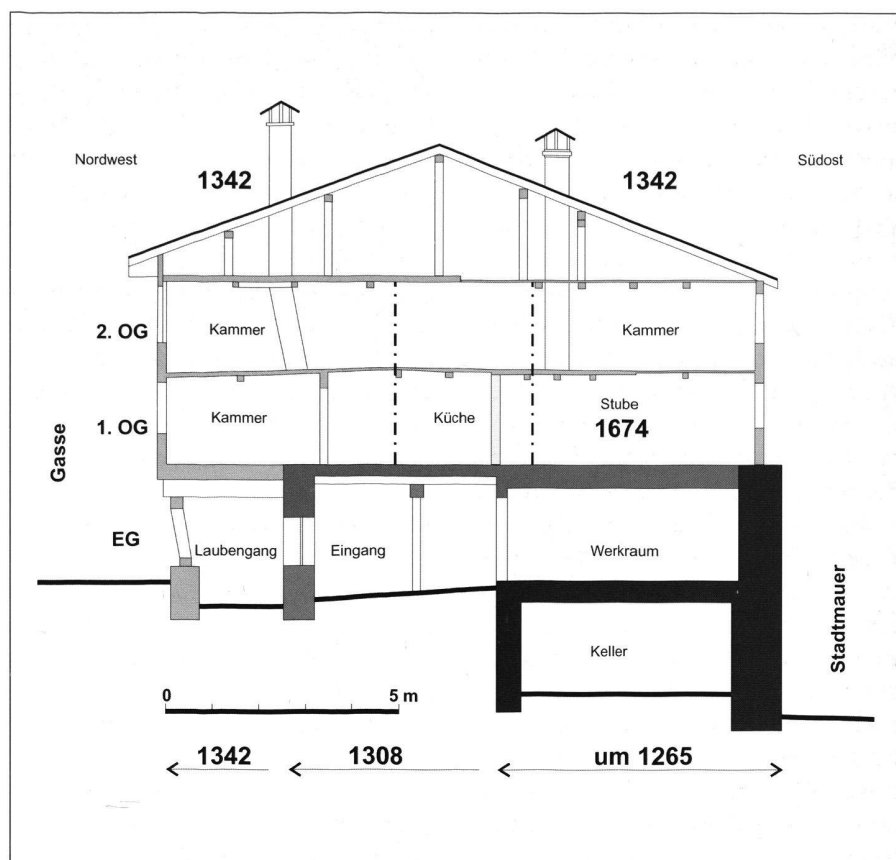 Nordwest
Südost
1342
1342
2. OG
Kammer
Kammer
1. OG
Kammer
Küche
Stube
1674
Gasse
EG
Laubengang
Eingang
Werkraum
Keller
Stadtmauer
0
5 m
1342
1308
um 1265